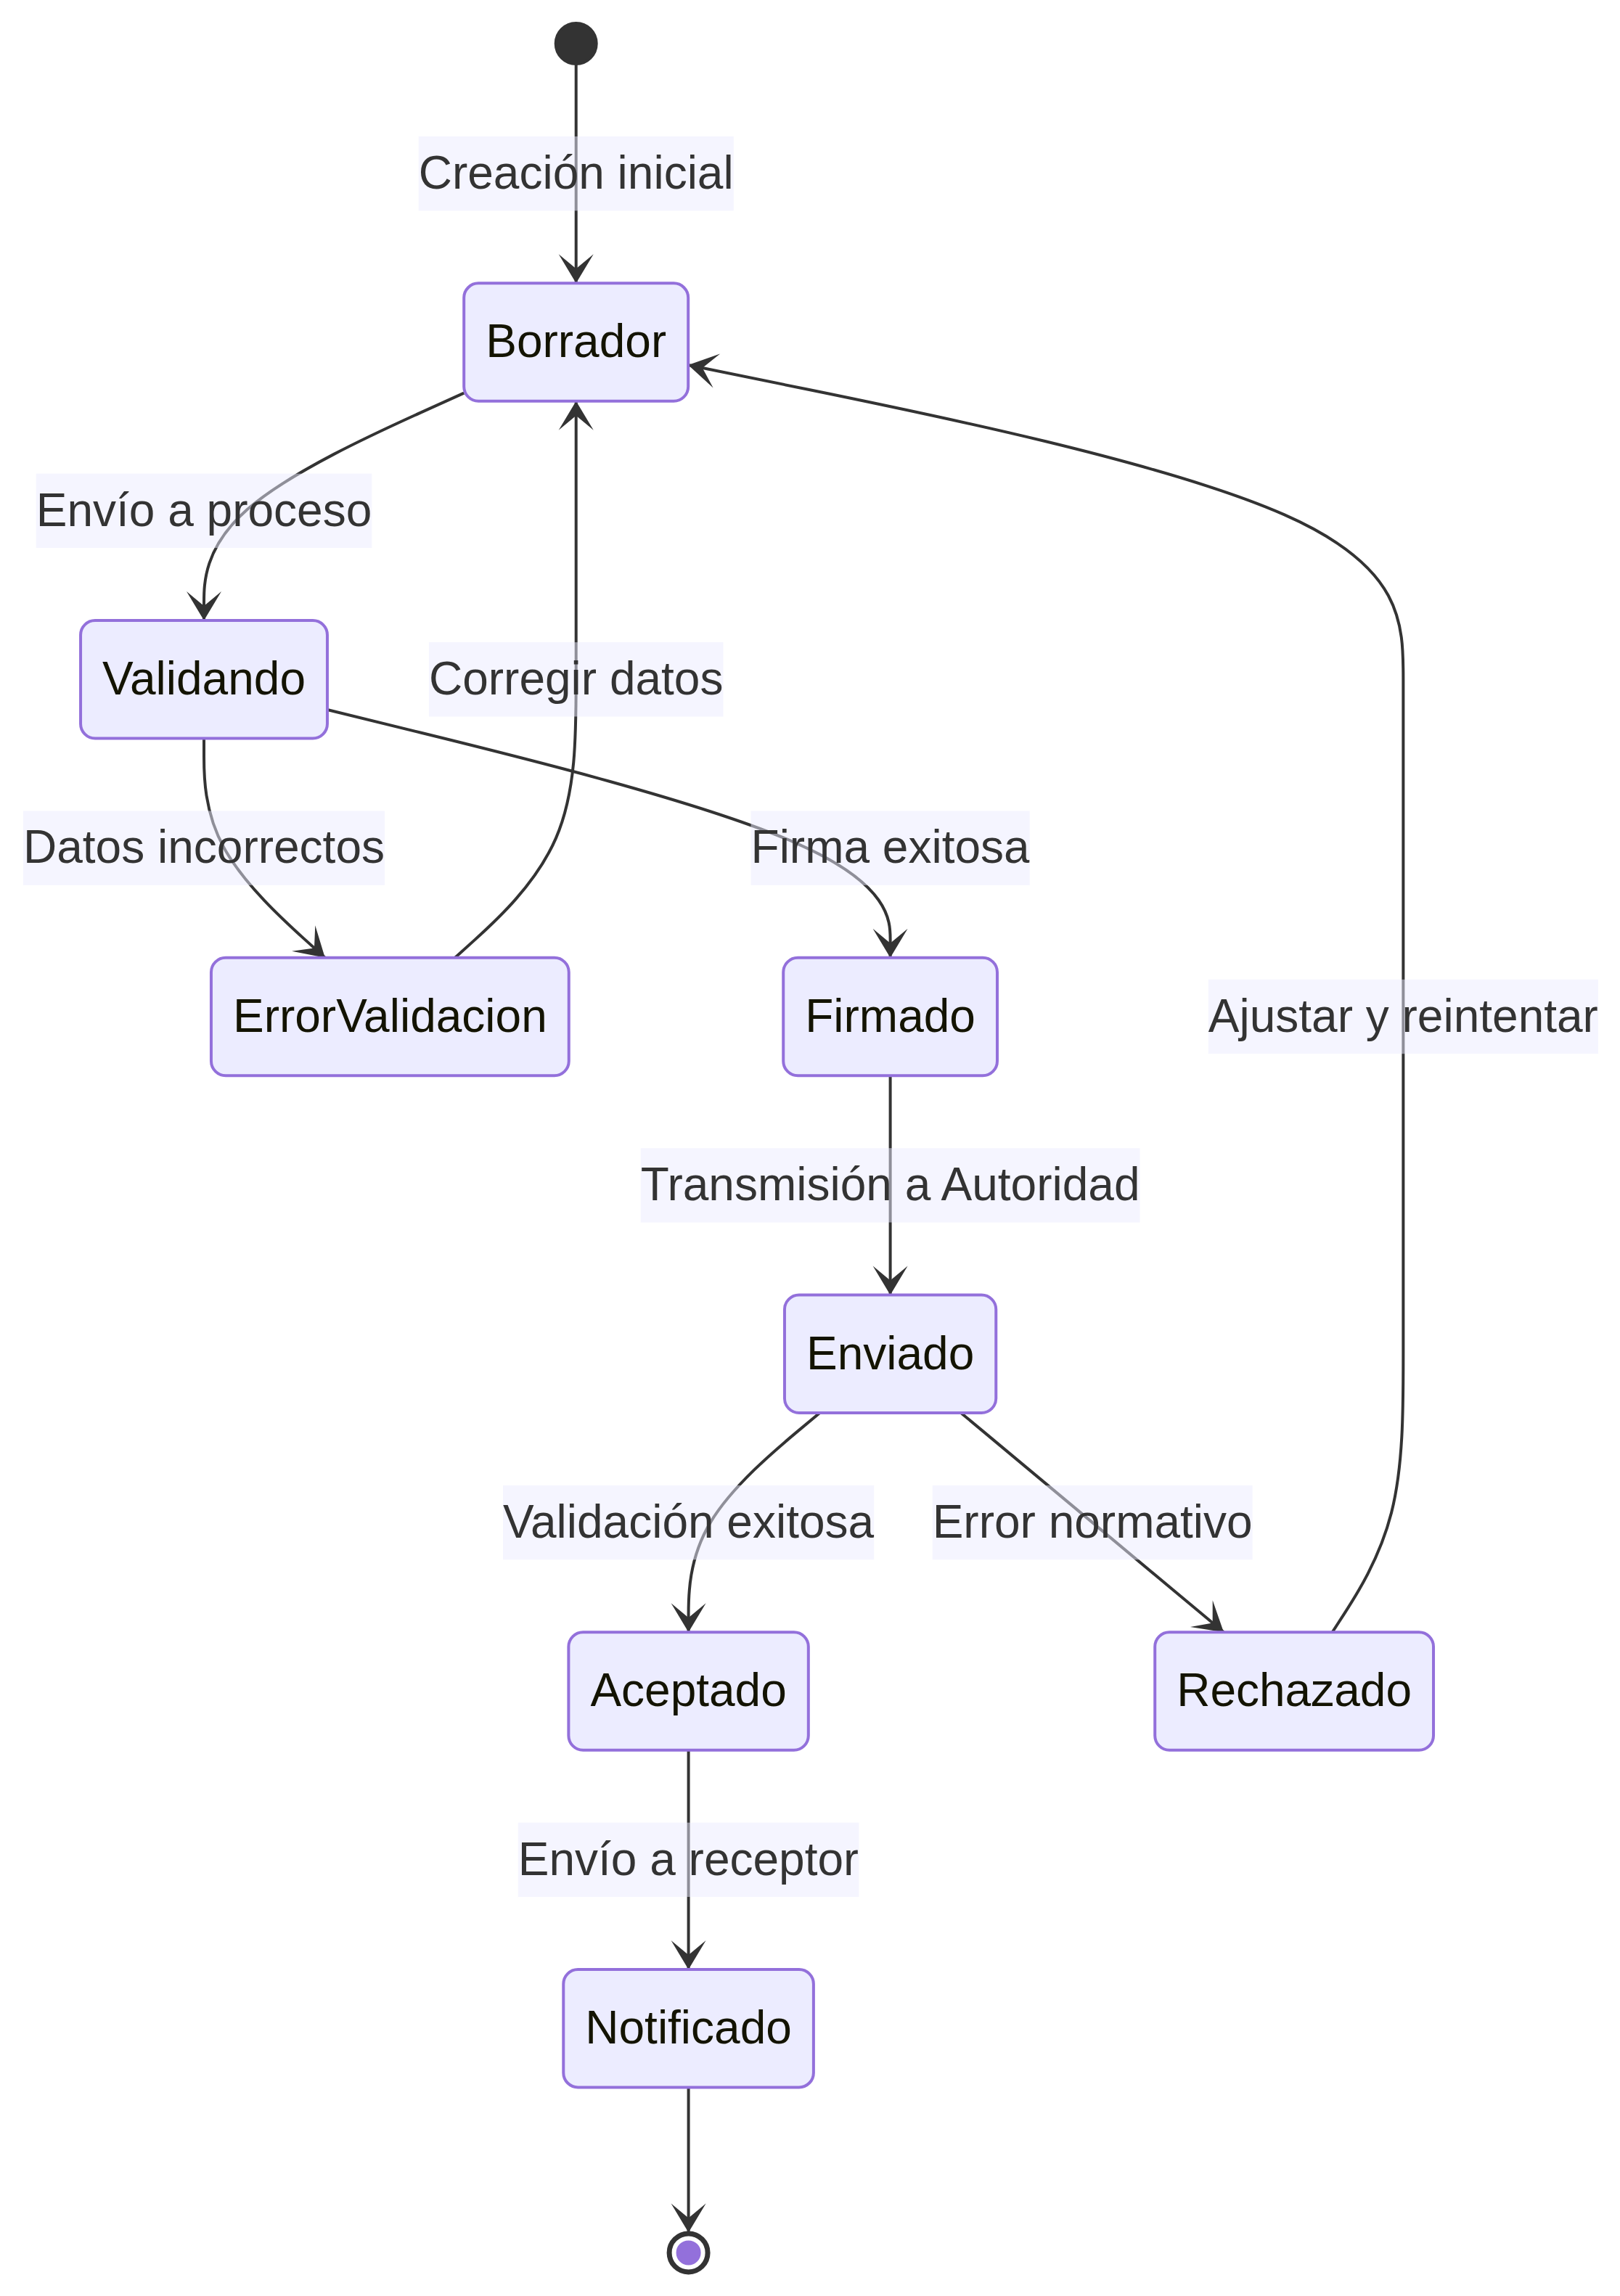 Creación inicial
Borrador
Envío a proceso
Validando
Corregir datos
Datos incorrectos
Firma exitosa
ErrorValidacion
Firmado
Ajustar y reintentar
Transmisión a Autoridad
Enviado
Validación exitosa
Error normativo
Aceptado
Rechazado
Envío a receptor
Notificado